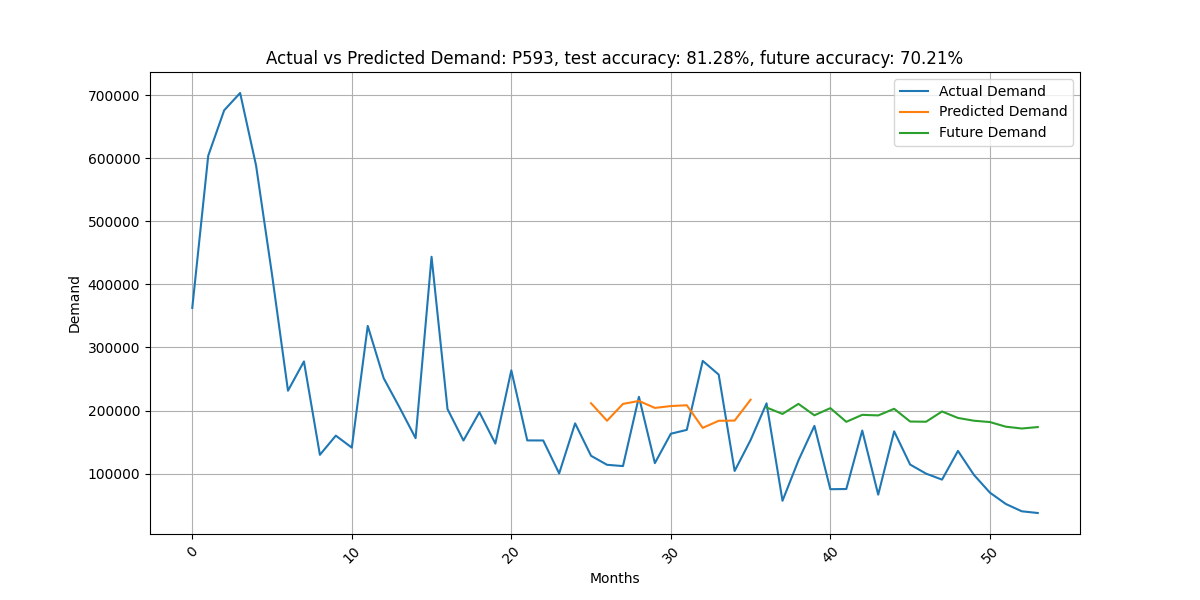 Actual vs Predicted Demand: P593, test accuracy: 81.28%, future accuracy: 70.21%
Actual Demand
Predicted Demand
Future Demand
700000
600000
500000
400000
300000
200000
100000
Demand
0
10
20
30
40
50
Months